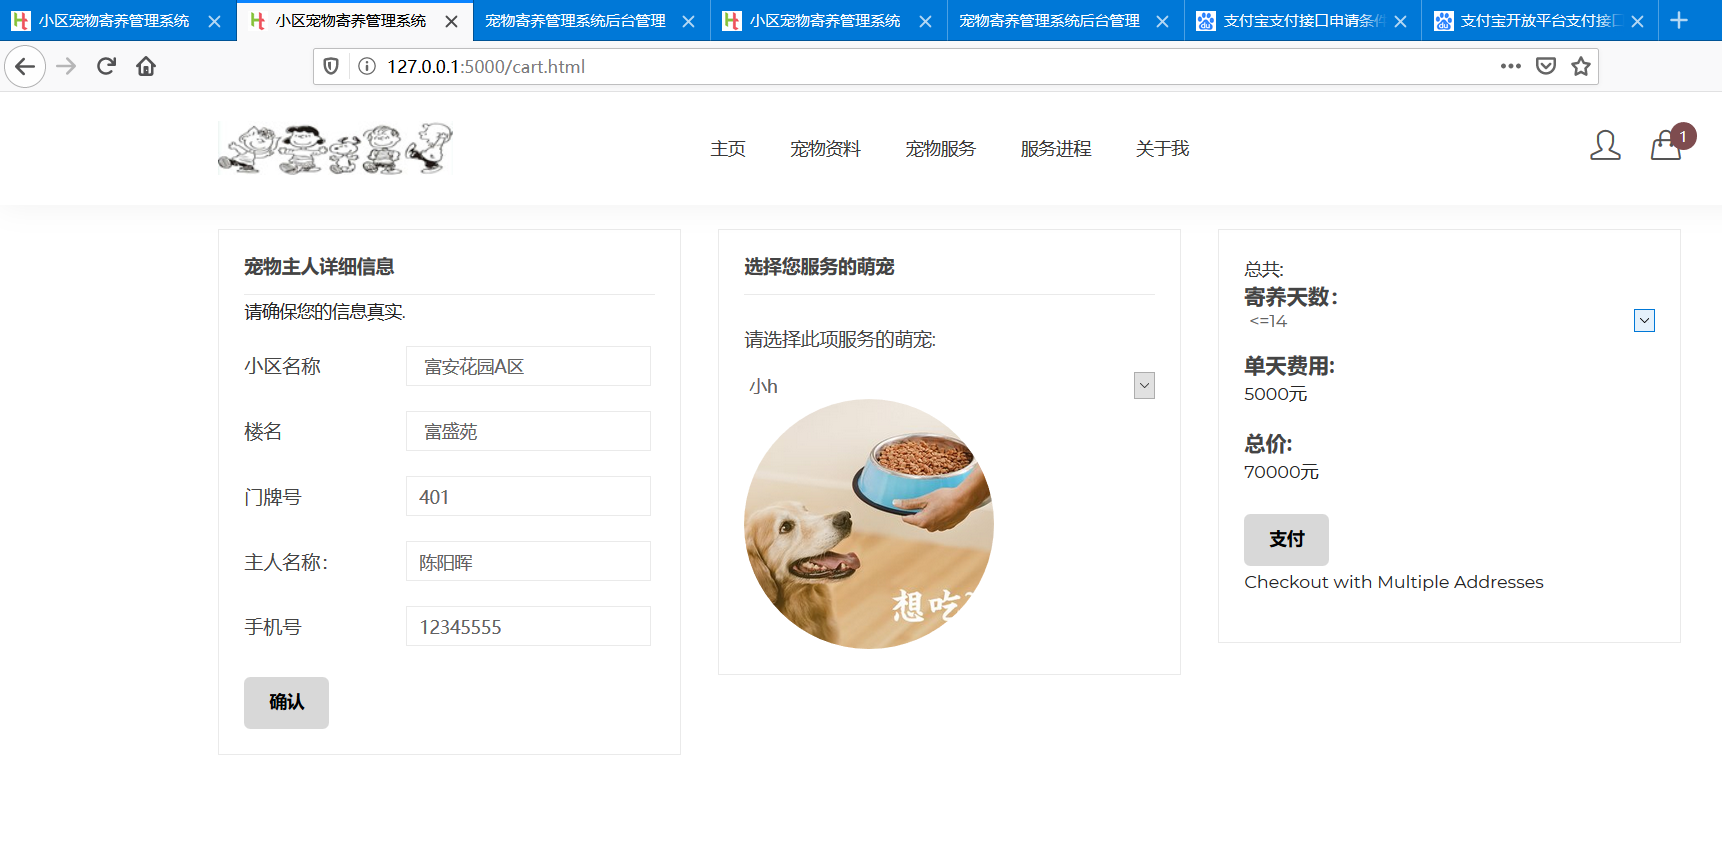 小区宠物寄养管理系统
小区宠物寄养管理系统
宠物寄养管理系统后台管理
小区宠物寄养管理系统
宠物寄养管理系统后台管理
支付宝支付接口申请条件
支付宝开放平台支付接口
127.0.0.1:5000/cart.html
主页
宠物资料
宠物服务
服务进程
关于我
1
宠物主人详细信息
请确保您的信息真实.
小区名称 富安花园A区
楼名 富盛苑
门牌号 401
主人名称： 陈阳晖
手机号 12345555
确认
选择您服务的萌宠
请选择此项服务的萌宠:
小h
想吃
总共:
寄养天数：
<=14
单天费用:
5000元
总价:
70000元
支付
Checkout with Multiple Addresses